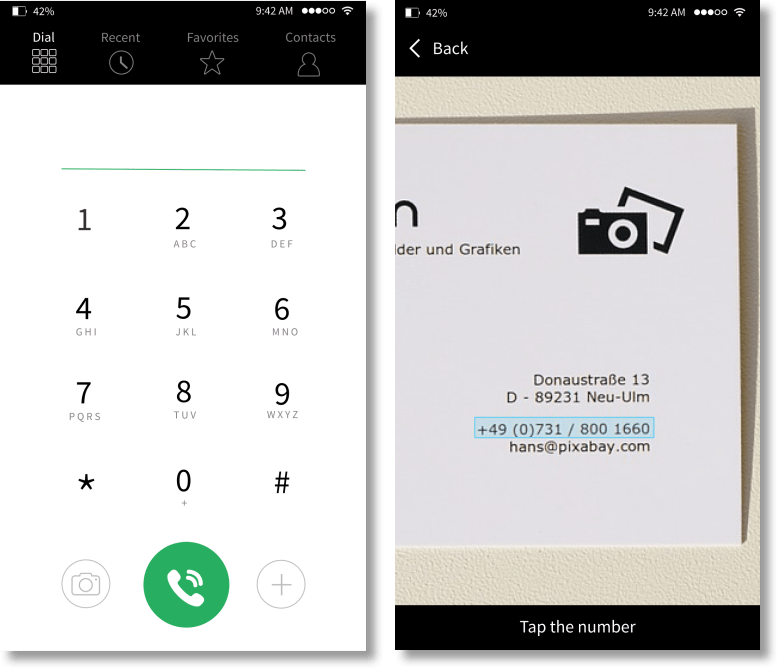 42%
9:42 AM
Dial
Recent
Favorites
Contacts
1
2
ABC
3
DEF
4
GHI
5
JKL
6
MNO
7
PQRS
8
TUV
9
WXYZ
*
0
+
#
42%
9:42 AM
Back
n
lder und Grafiken
Donaustraße 13
D - 89231 Neu-Ulm
+49 (0)731 / 800 1660
hans@pixabay.com
Tap the number